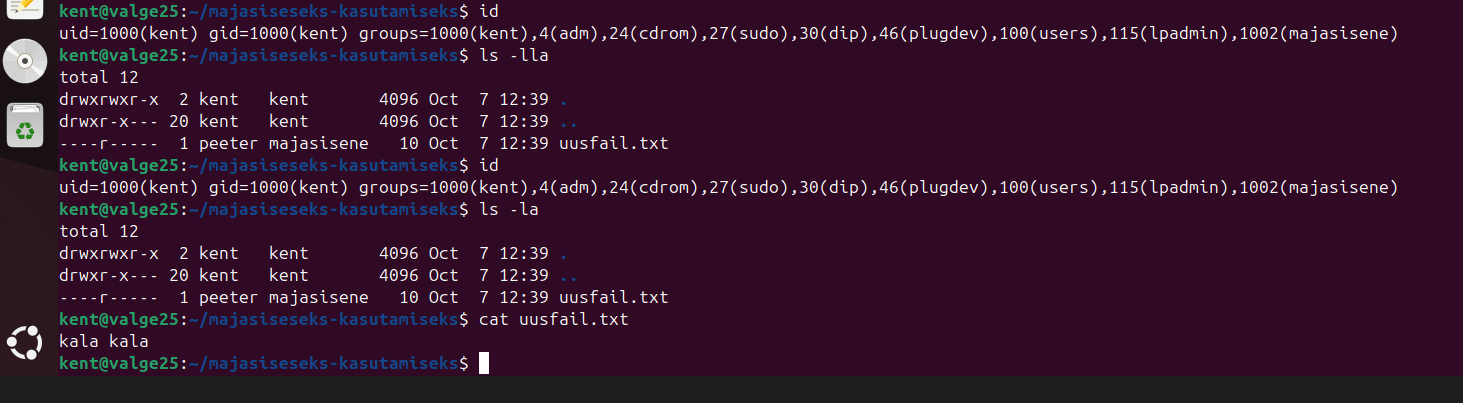 kent@valge25:~/majasiseseks-kasutamiseks$ id
uid=1000(kent) gid=1000(kent) groups=1000(kent),4(adm),24(cdrom),27(sudo),30(dip),46(plugdev),100(users),115(lpadmin),1002(majasisene)
kent@valge25:~/majasiseseks-kasutamiseks$ ls -lla
total 12
drwxrwxr-x  2 kent   kent       4096 Oct  7 12:39 .
drwxr-x--- 20 kent   kent       4096 Oct  7 12:39 ..
----r-----  1 peeter majasisene   10 Oct  7 12:39 uusfail.txt
kent@valge25:~/majasiseseks-kasutamiseks$ id
uid=1000(kent) gid=1000(kent) groups=1000(kent),4(adm),24(cdrom),27(sudo),30(dip),46(plugdev),100(users),115(lpadmin),1002(majasisene)
kent@valge25:~/majasiseseks-kasutamiseks$ ls -la
total 12
drwxrwxr-x  2 kent   kent       4096 Oct  7 12:39 .
drwxr-x--- 20 kent   kent       4096 Oct  7 12:39 ..
----r-----  1 peeter majasisene   10 Oct  7 12:39 uusfail.txt
kent@valge25:~/majasiseseks-kasutamiseks$ cat uusfail.txt
kala kala
kent@valge25:~/majasiseseks-kasutamiseks$